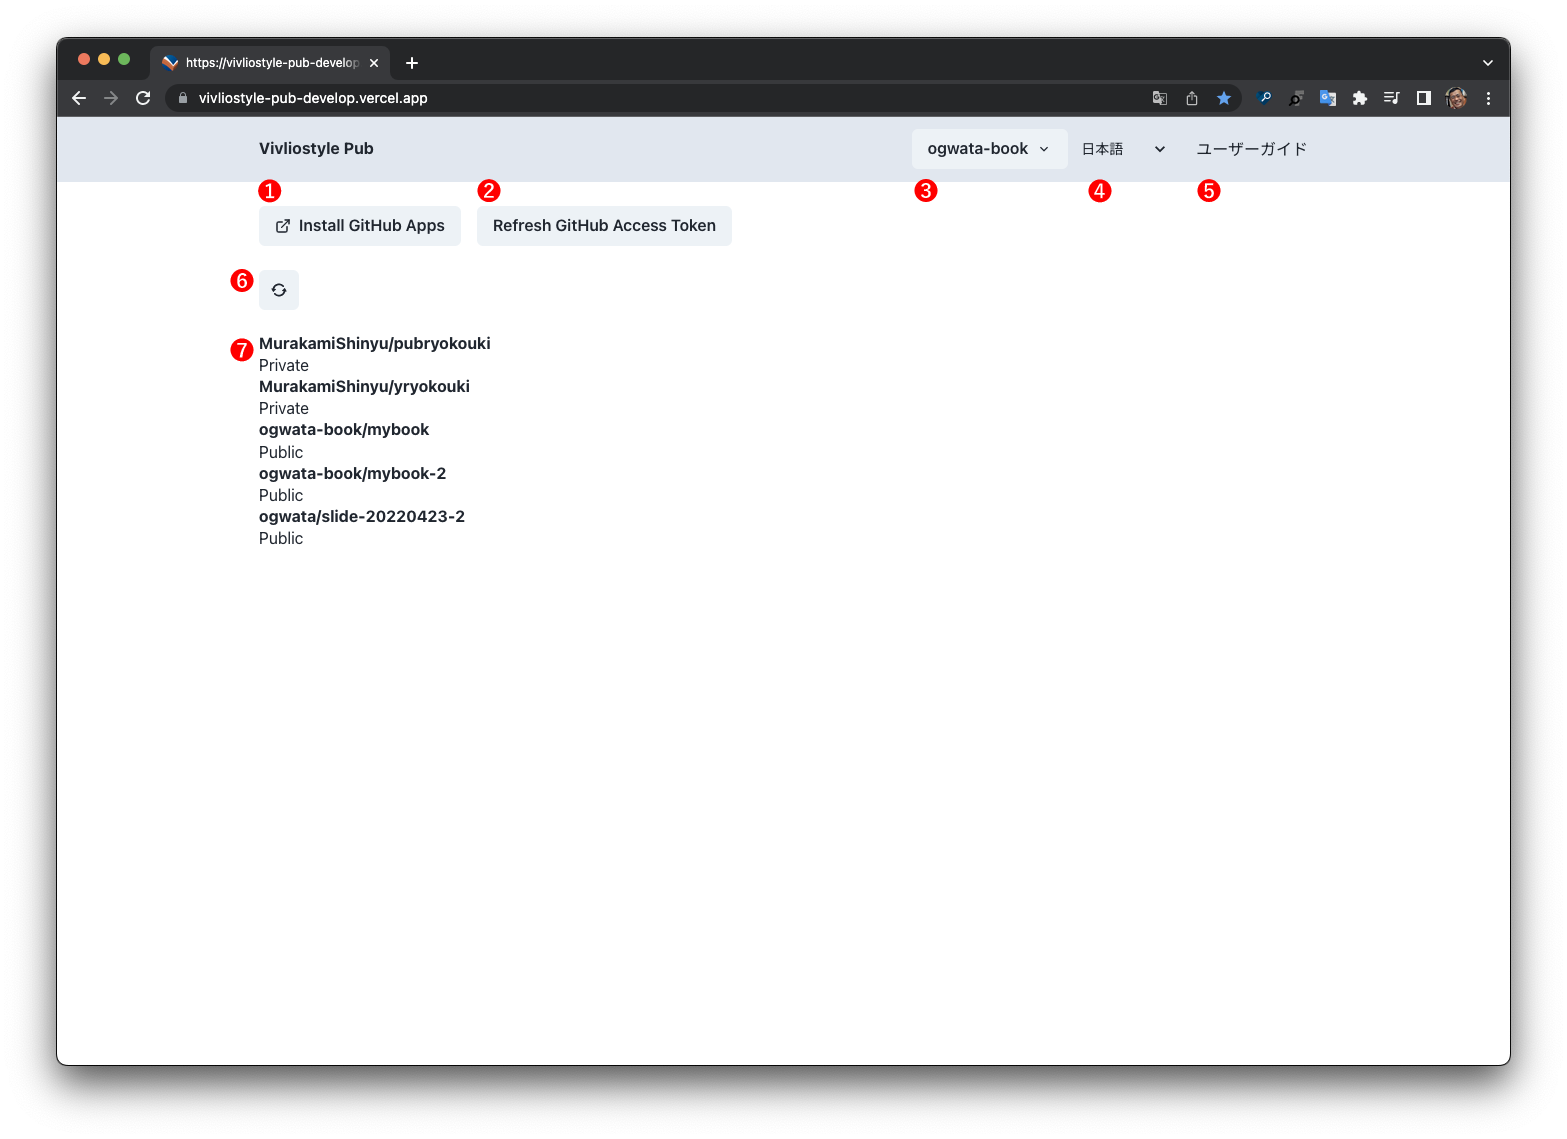 https://vivliostyle-pub-develop
vivliostyle-pub-develop.vercel.app
Vivliostyle Pub
ogwata-book
日本語
ユーザーガイド
1
2
3
4
5
Install GitHub Apps
Refresh GitHub Access Token
6
7
MurakamiShinyu/pubryokouki
Private
MurakamiShinyu/yryokouki
Private
ogwata-book/mybook
Public
ogwata-book/mybook-2
Public
ogwata/slide-20220423-2
Public